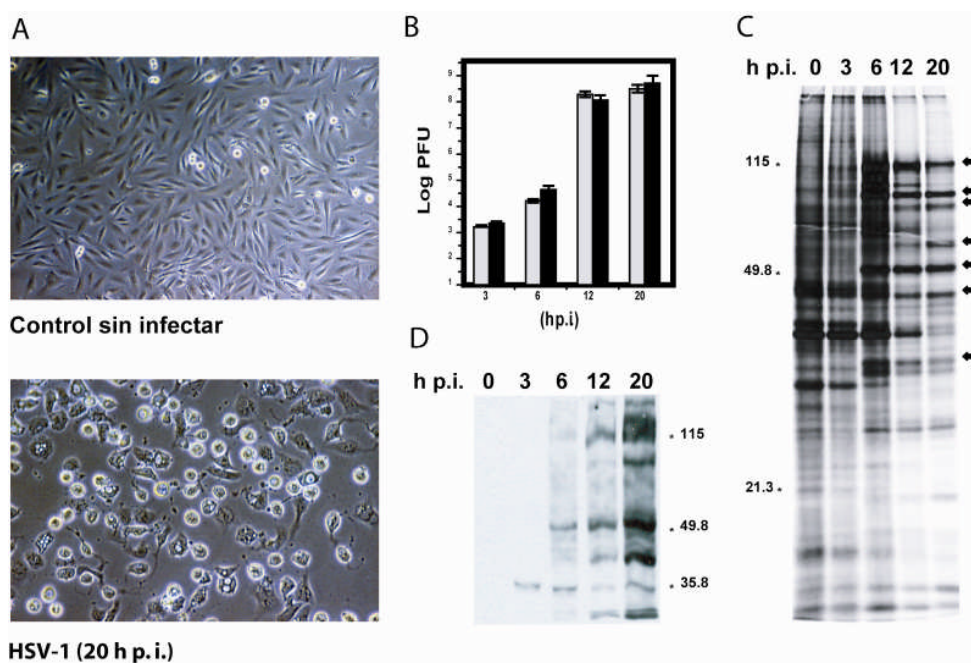 A
Control sin infectar
HSV-1 (20 h p.i.)
B
Log PFU
9
8
7
6
5
4
3
2
1
3 6 12 20
(hp.i)
D
h p.i. 0 3 6 12 20
115
49.8
35.8
C
h p.i. 0 3 6 12 20
115
49.8
21.3